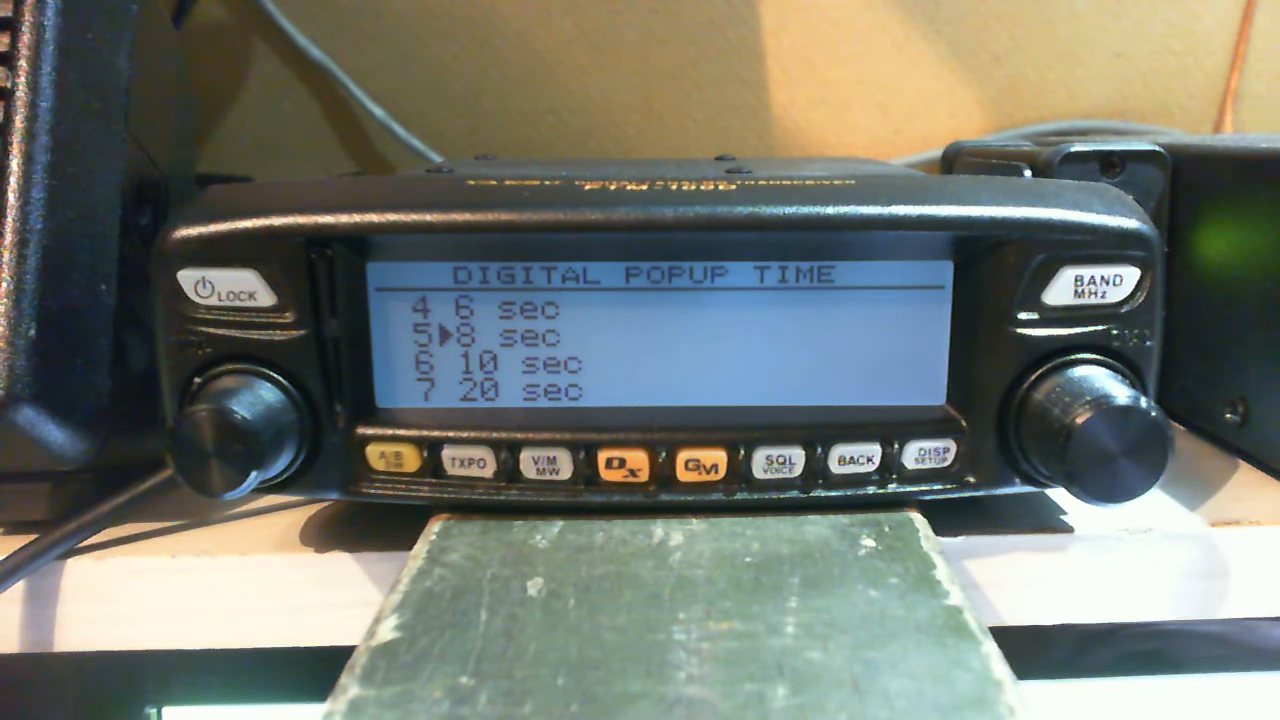 LOCK
BAND
MHz
DIGITAL POPUP TIME
4 6 sec
5▶8 sec
6 10 sec
7 20 sec
A/B
TXPO
V/M
MW
DX
GM
SQL
VOICE
BACK
DISP
SETUP